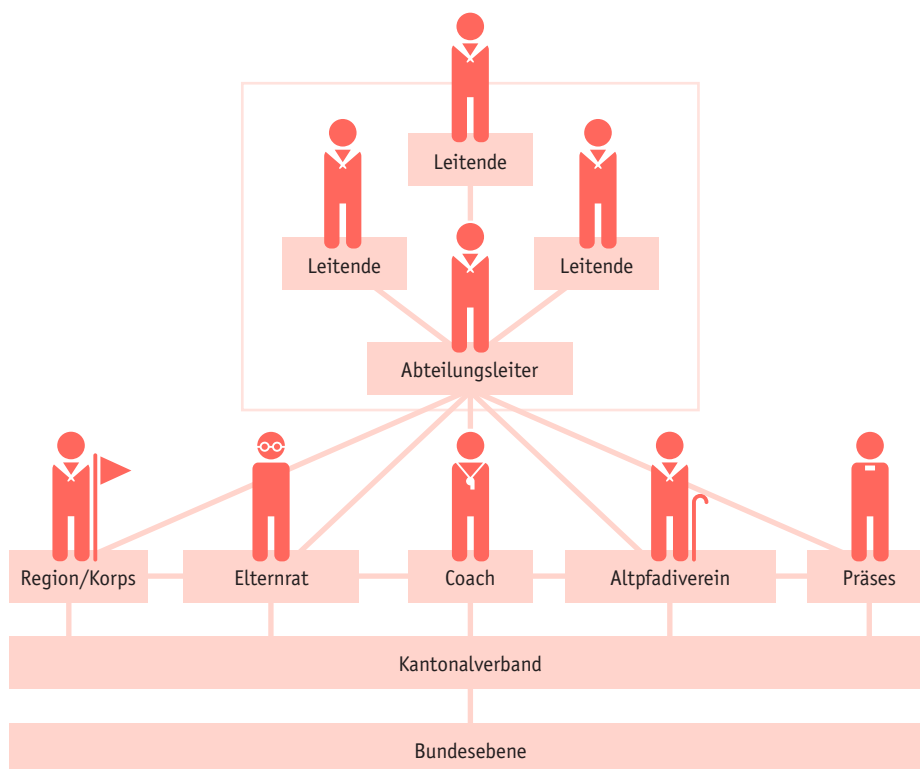 Leitende
Leitende
Leitende
Abteilungsleiter
Region/Korps
Elternrat
Coach
Altpfadiverein
Präses
Kantonalverband
Bundesebene